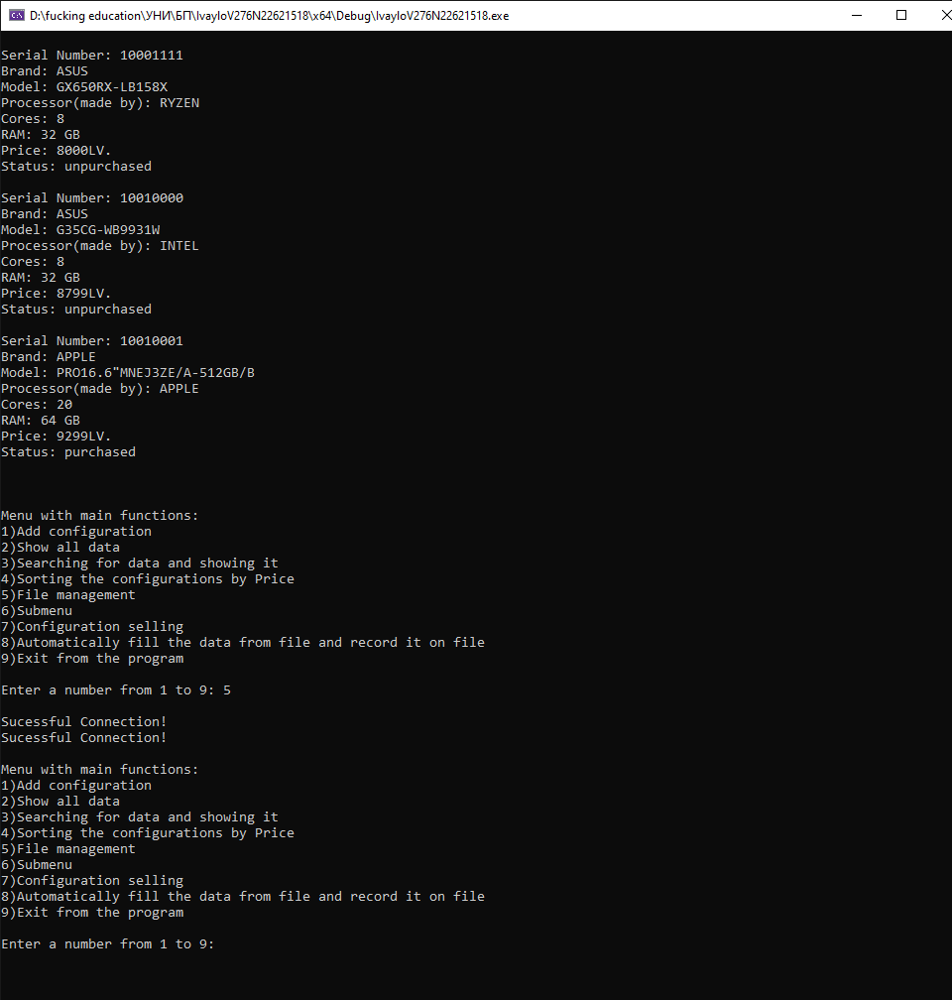 D:\fucking education\УНИ\БП\IvayloV276N22621518\x64\Debug\IvayloV276N22621518.exe
Serial Number: 10001111
Brand: ASUS
Model: GX650RX-LB158X
Processor(made by): RYZEN
Cores: 8
RAM: 32 GB
Price: 8000LV.
Status: unpurchased
Serial Number: 10010000
Brand: ASUS
Model: G35CG-WB9931W
Processor(made by): INTEL
Cores: 8
RAM: 32 GB
Price: 8799LV.
Status: unpurchased
Serial Number: 10010001
Brand: APPLE
Model: PRO16.6"MNEJ3ZE/A-512GB/B
Processor(made by): APPLE
Cores: 20
RAM: 64 GB
Price: 9299LV.
Status: purchased
Menu with main functions:
1)Add configuration
2)Show all data
3)Searching for data and showing it
4)Sorting the configurations by Price
5)File management
6)Submenu
7)Configuration selling
8)Automatically fill the data from file and record it on file
9)Exit from the program
Enter a number from 1 to 9: 5
Sucessful Connection!
Sucessful Connection!
Menu with main functions:
1)Add configuration
2)Show all data
3)Searching for data and showing it
4)Sorting the configurations by Price
5)File management
6)Submenu
7)Configuration selling
8)Automatically fill the data from file and record it on file
9)Exit from the program
Enter a number from 1 to 9: